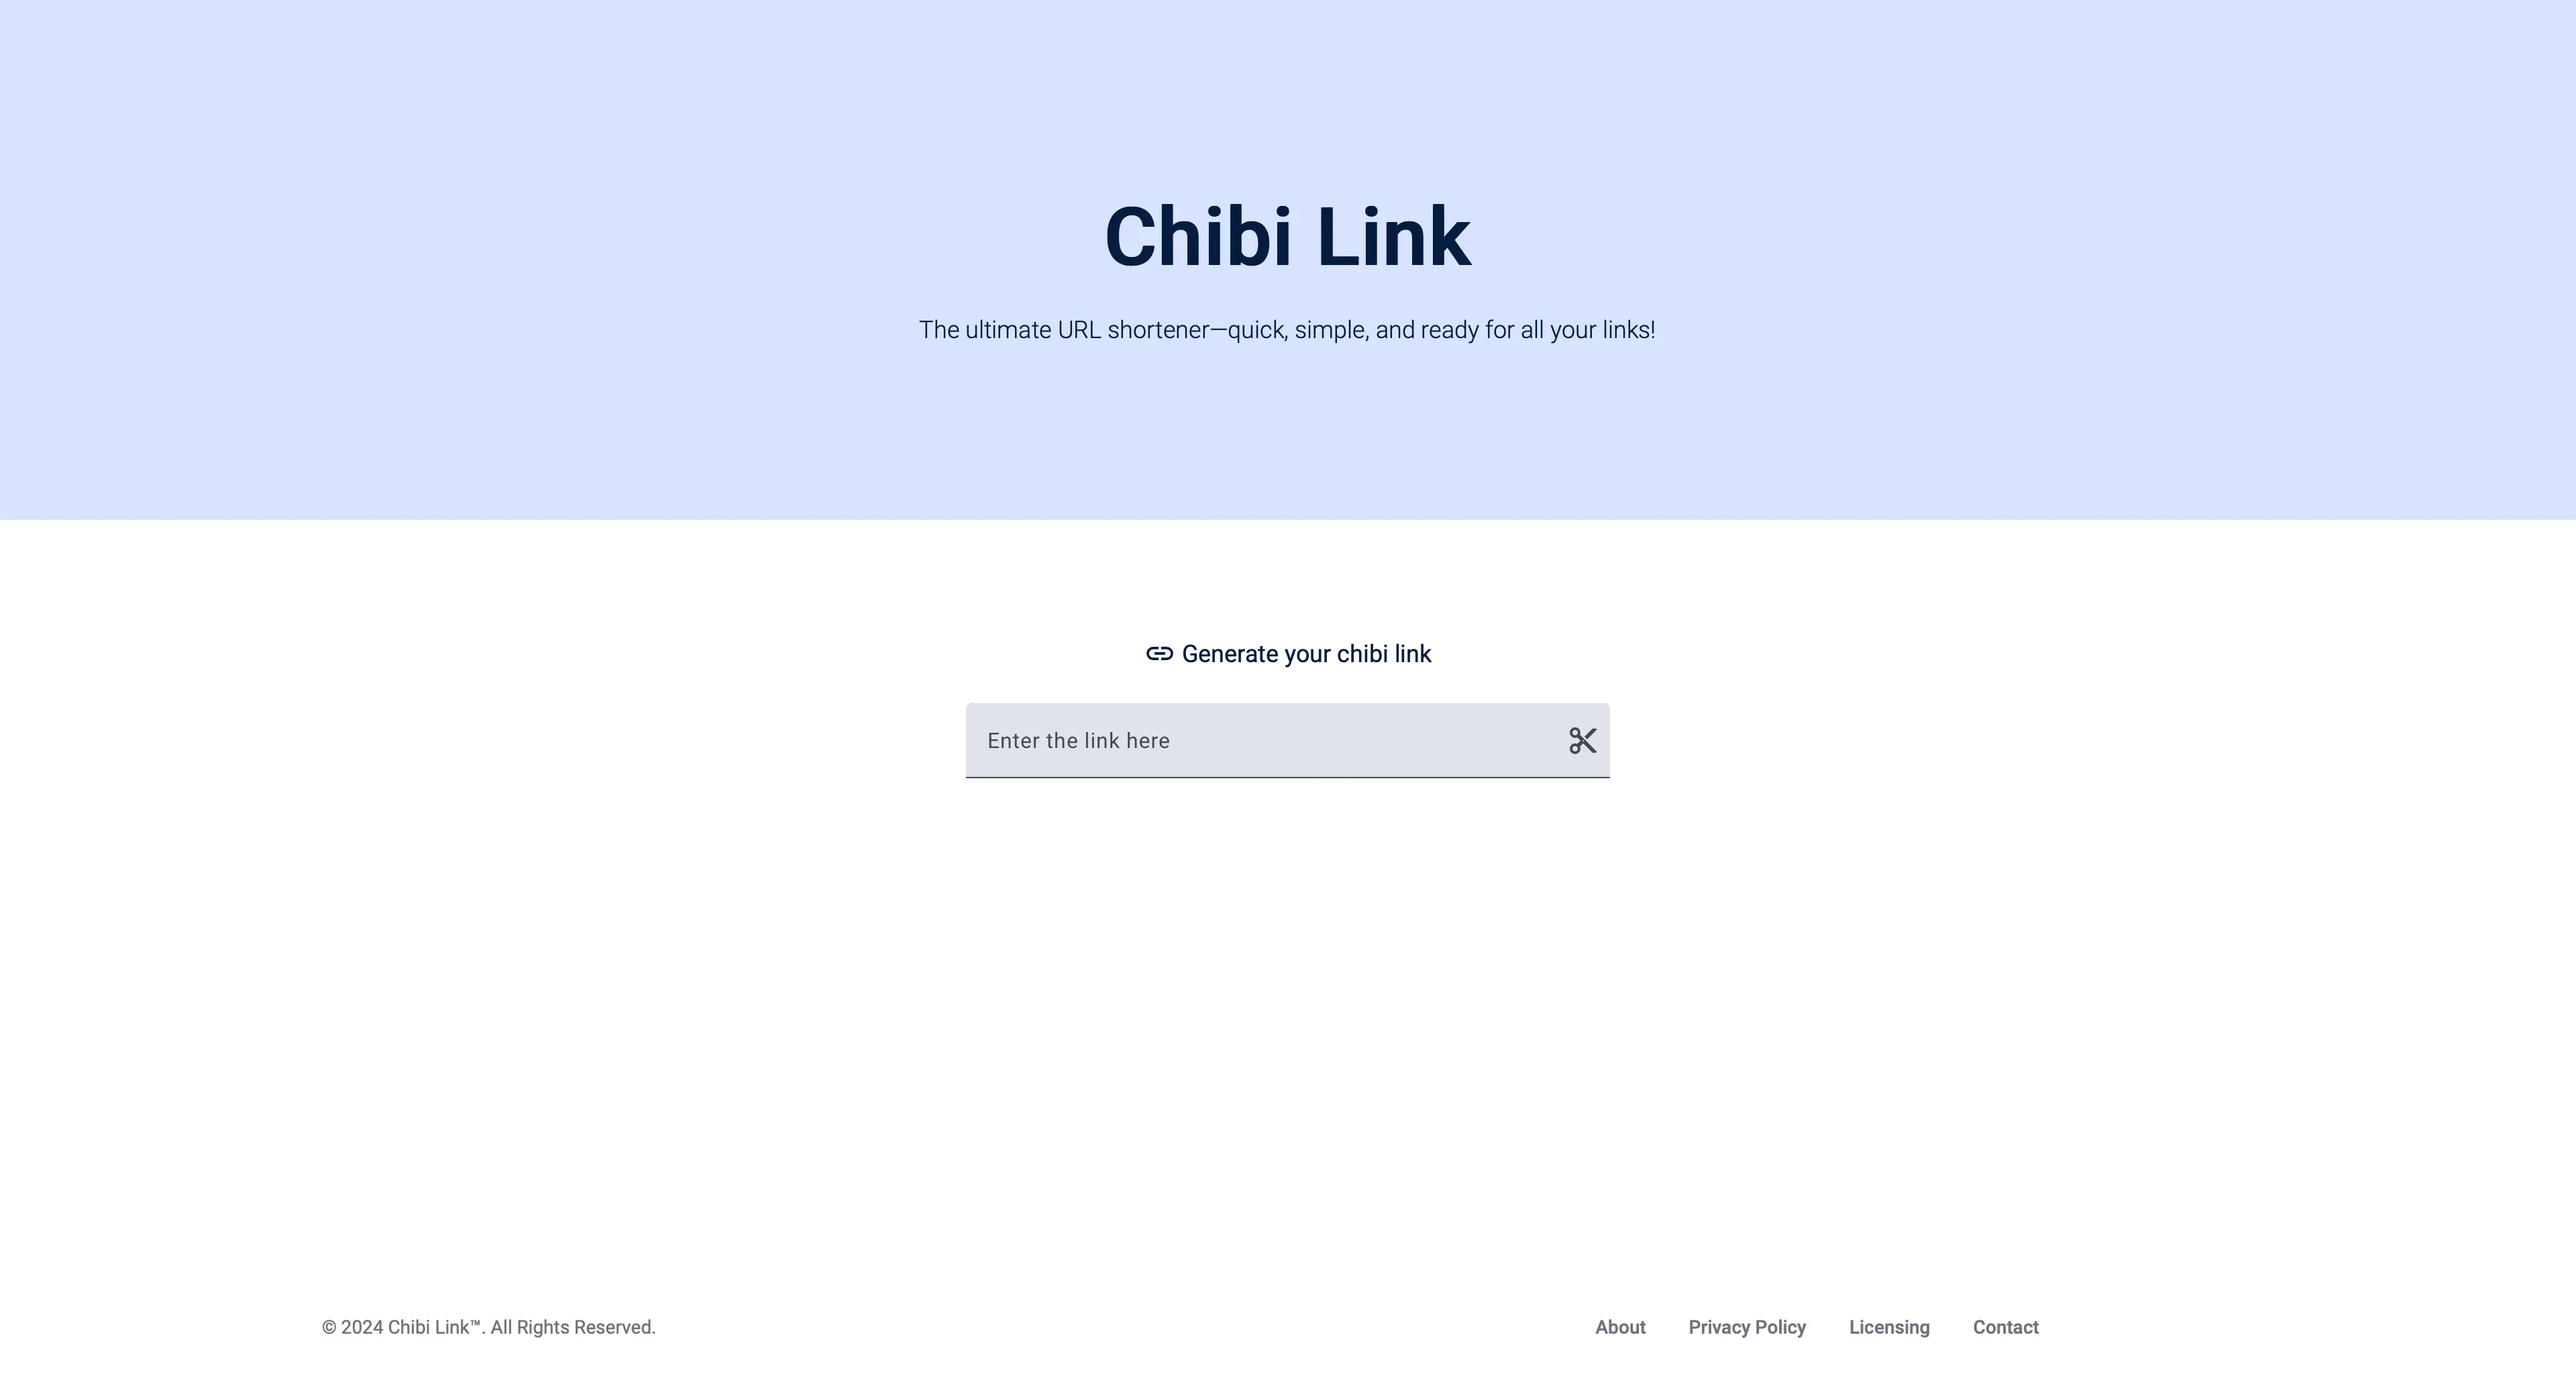 Chibi Link
The ultimate URL shortener—quick, simple, and ready for all your links!
Generate your chibi link
Enter the link here
© 2024 Chibi Link™. All Rights Reserved.
About
Privacy Policy
Licensing
Contact